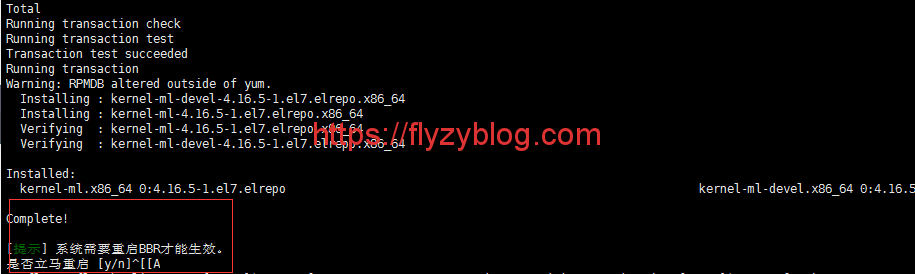 Total
Running transaction check
Running transaction test
Transaction test succeeded
Running transaction
Warning: RPMDB altered outside of yum.
Installing : kernel-ml-devel-4.16.5-1.el7.elrepo.x86_64
Installing : kernel-ml-4.16.5-1.el7.elrepo.x86_64
Verifying : kernel-ml-4.16.5-1.el7.elrepo.x86_64
Verifying : kernel-ml-devel-4.16.5-1.el7.elrepo.x86_64
https://flyzyblog.com
Installed:
kernel-ml.x86_64 0:4.16.5-1.el7.elrepo kernel-ml-devel.x86_64 0:4.16.5
Complete!
[提示] 系统需要重启BBR才能生效。
是否立马重启 [y/n]^[[A